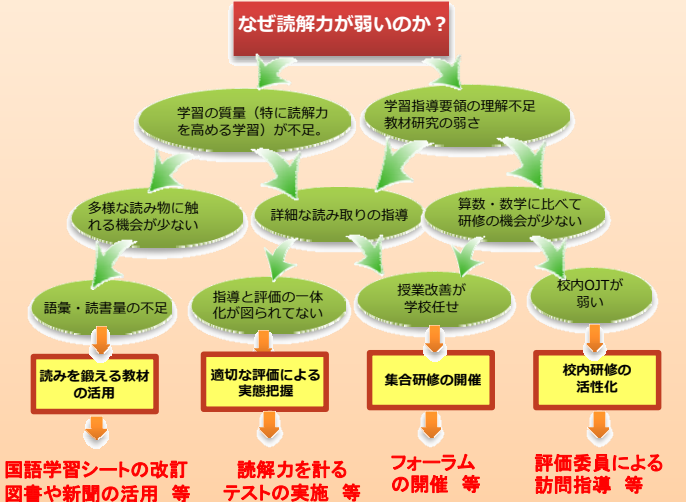 なぜ読解力が弱いのか？
学習の質量（特に読解力
を高める学習）が不足。
学習指導要領の理解不足
教材研究の弱さ
多様な読み物に触
れる機会が少ない
詳細な読み取りの指導
算数・数学に比べて
研修の機会が少ない
語彙・読書量の不足
指導と評価の一体
化が図られてない
授業改善が
学校任せ
校内OJTが
弱い
読みを鍛える教材
の活用
適切な評価による
実態把握
集合研修の開催
校内研修の
活性化
国語学習シートの改訂
図書や新聞の活用　等
読解力を計る
テストの実施　等
フォーラム
の開催　等
評価委員による
訪問指導　等